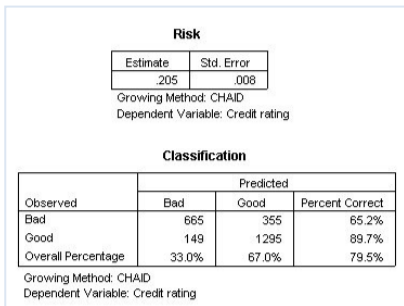 Risk
Estimate Std. Error
.205 .008
Growing Method: CHAID
Dependent Variable: Credit rating
Classification
Predicted
Observed Bad Good Percent Correct
Bad 665 355 65.2%
Good 149 1295 89.7%
Overall Percentage 33.0% 67.0% 79.5%
Growing Method: CHAID
Dependent Variable: Credit rating